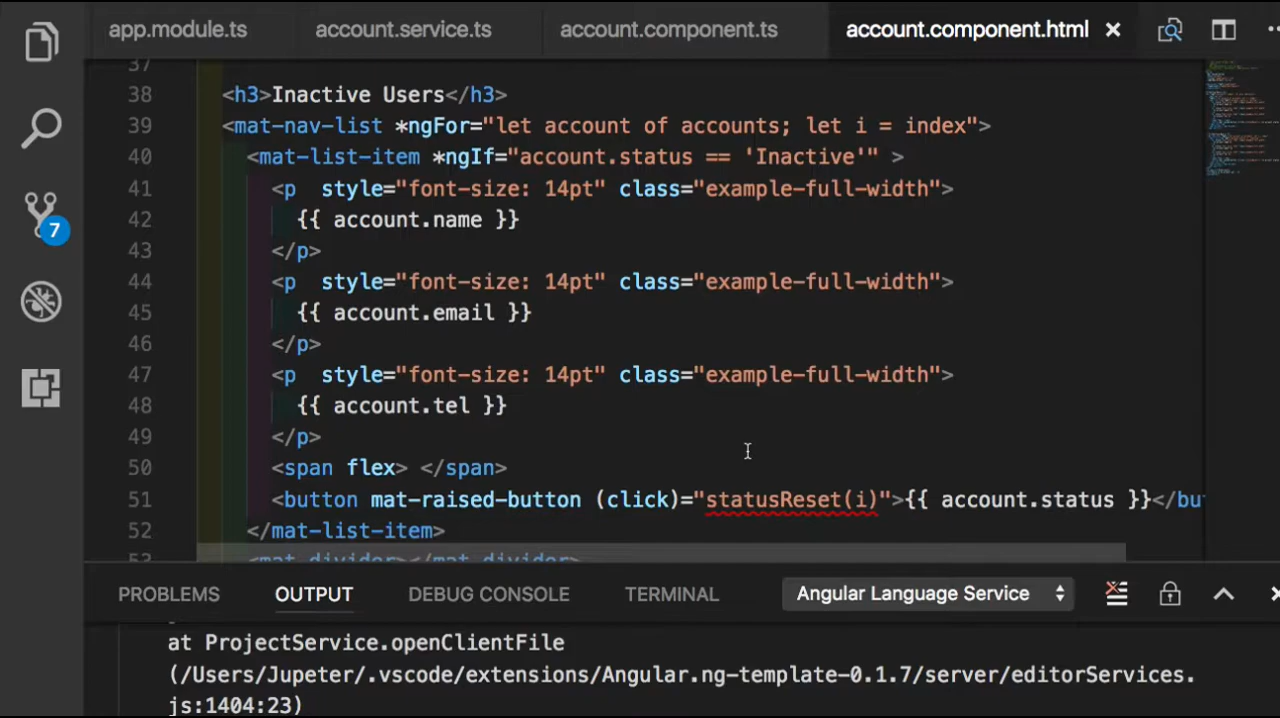 app.module.ts account.service.ts account.component.ts account.component.html
37
38 <h3>Inactive Users</h3>
39 <mat-nav-list *ngFor="let account of accounts; let i = index">
40 <mat-list-item *ngIf="account.status == 'Inactive'" >
41 <p  style="font-size: 14pt" class="example-full-width">
42 {{ account.name }}
43 </p>
44 <p  style="font-size: 14pt" class="example-full-width">
45 {{ account.email }}
46 </p>
47 <p  style="font-size: 14pt" class="example-full-width">
48 {{ account.tel }}
49 </p>
50 <span flex> </span>
51 <button mat-raised-button (click)="statusReset(i)">{{ account.status }}</bu
52 </mat-list-item>
53 <mat-divider></mat-divider>
7
PROBLEMS OUTPUT DEBUG CONSOLE TERMINAL Angular Language Service
at ProjectService.openClientFile
(/Users/Jupeter/.vscode/extensions/Angular.ng-template-0.1.7/server/editorServices.
js:1404:23)